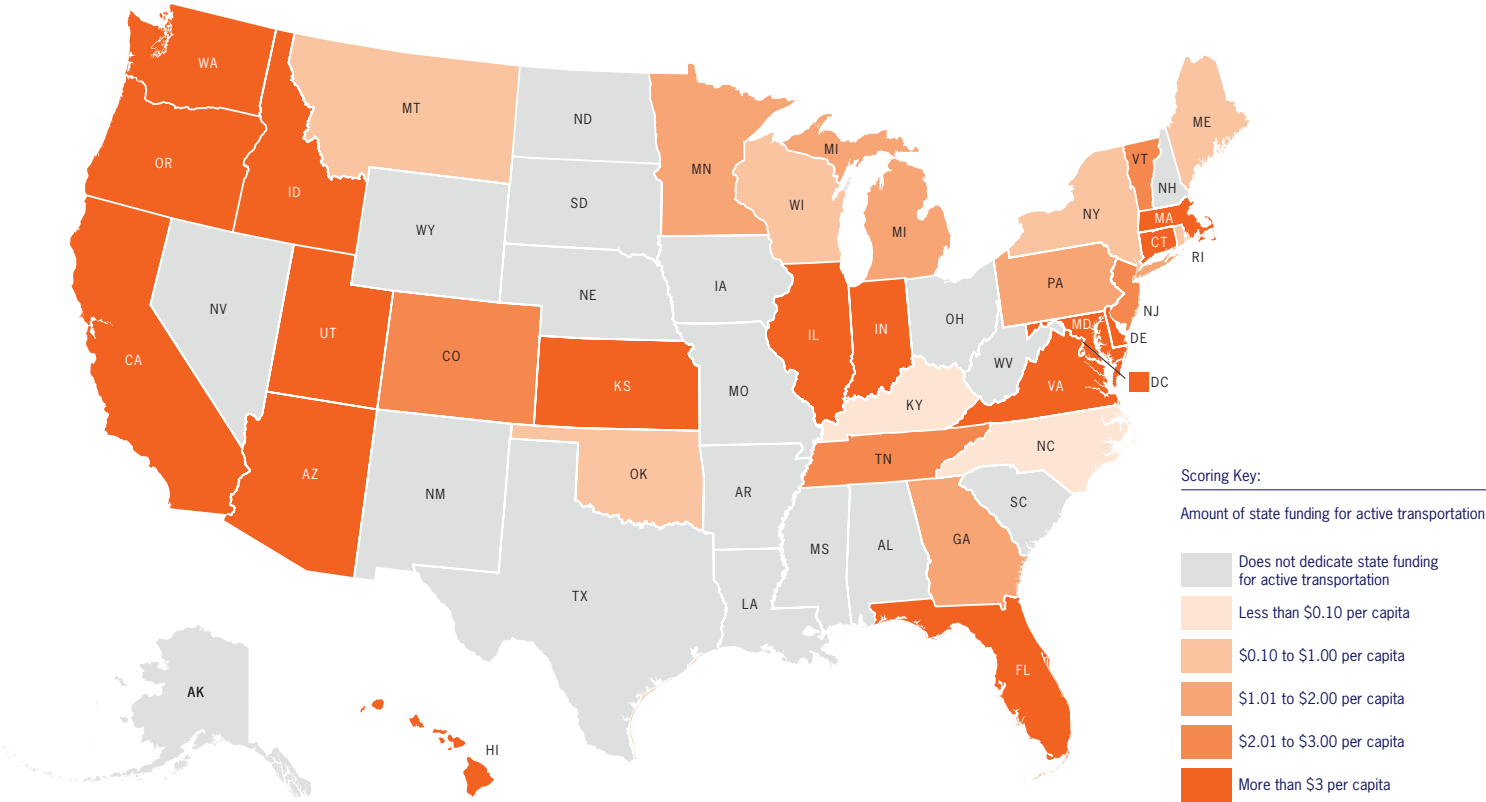 WA
MT
ND
MN
MI
ME
VT
NH
OR
ID
SD
WI
NY
MA
MI
CT
RI
WY
NV
NE
IA
PA
NJ
UT
CO
IL
IN
OH
MD
DE
CA
KS
MO
WV
VA
DC
KY
AZ
NM
OK
AR
TN
NC
SC
MS
AL
GA
TX
LA
FL
AK
HI
Scoring Key:
Amount of state funding for active transportation
Does not dedicate state funding
for active transportation
Less than $0.10 per capita
$0.10 to $1.00 per capita
$1.01 to $2.00 per capita
$2.01 to $3.00 per capita
More than $3 per capita